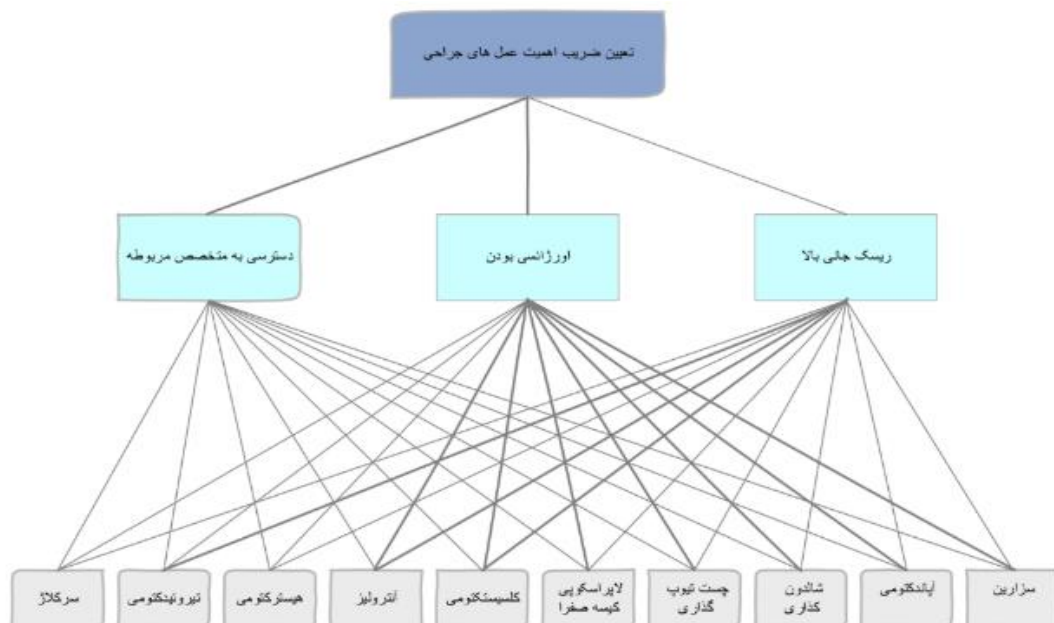 تعیین ضریب اهمیت عمل های جراحی
ریسک جانی بالا
اورژانسی بودن
دسترسی به متخصص مربوطه
سزارین
آپاندکتومی
شالدون
گذاری
چست تیوپ
گذاری
لاپراسکوپی
کیسه صفرا
کلسیستکتومی
آنترولیز
هیسترکتومی
تیروئیدکتومی
سرکلاژ